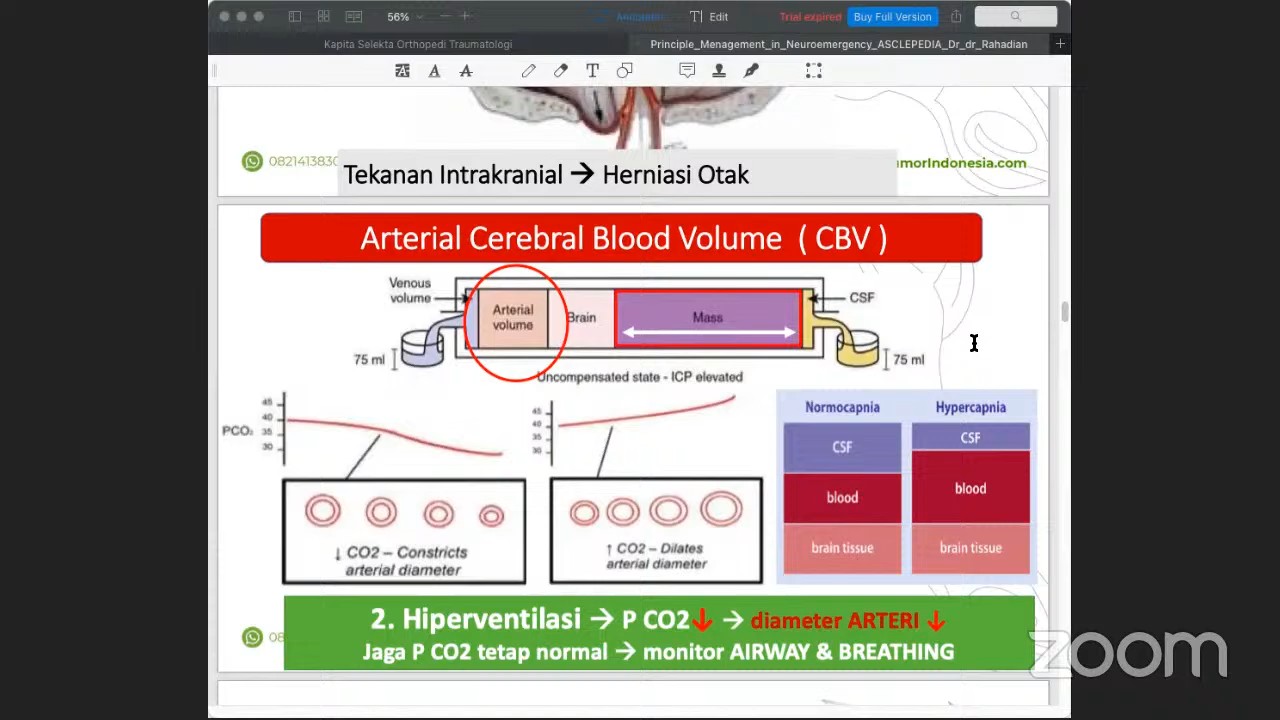 56%
Annotate
T Edit
Trial expired
Buy Full Version
Kapita Selekta Orthopedi Traumatologi
Principle_Menagement_in_Neuroemergency_ASCLEPEDIA_Dr_dr_Rahadian
0821413830
umorIndonesia.com
Tekanan Intrakranial → Herniasi Otak
Arterial Cerebral Blood Volume ( CBV )
Venous
volume
Arterial
volume
Brain
Mass
CSF
75 ml
75 ml
Uncompensated state - ICP elevated
PCO₂
45
40
35
30
45
40
35
30
↓ CO2 – Constricts
arterial diameter
↑ CO2 – Dilates
arterial diameter
Normocapnia
Hypercapnia
CSF
CSF
blood
blood
brain tissue
brain tissue
08
2. Hiperventilasi → P CO2↓ → diameter ARTERI ↓
Jaga P CO2 tetap normal → monitor AIRWAY & BREATHING
zoom